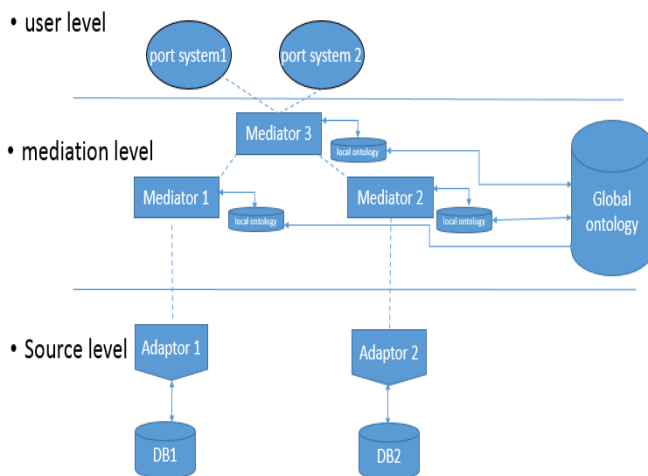 • user level
port system1
port system 2
Mediator 3
• mediation level
local ontology
Mediator 1
Mediator 2
local ontology
local ontology
Global
ontology
• Source level
Adaptor 1
Adaptor 2
DB1
DB2